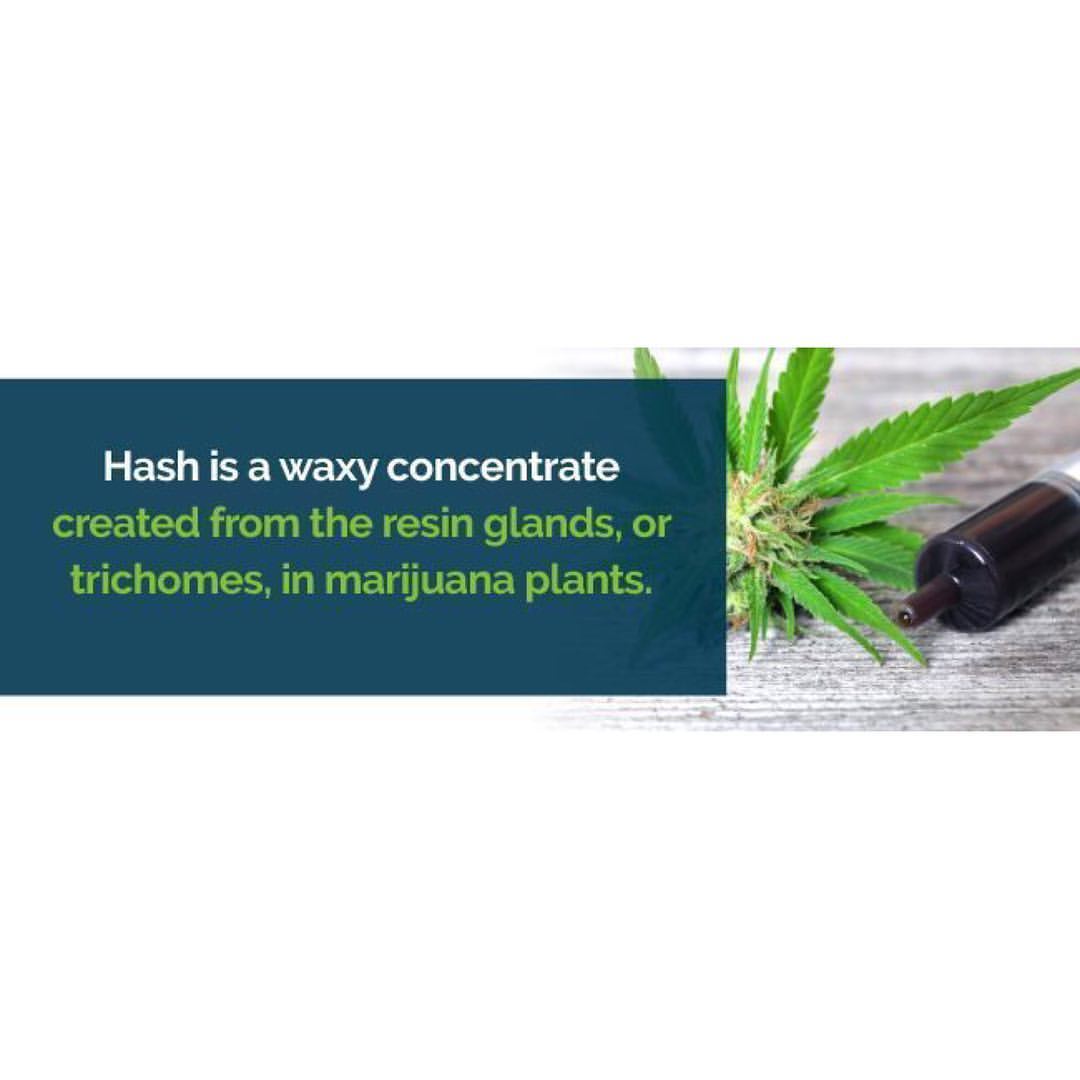 Hash is a waxy concentrate
created from the resin glands, or
trichomes, in marijuana plants.